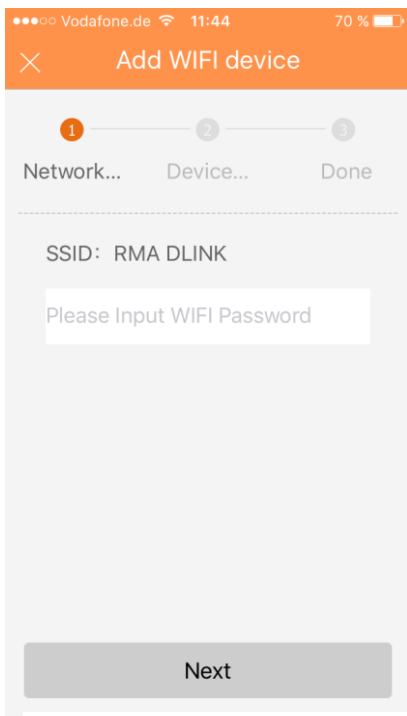 Vodafone.de 11:44 70 %
Add WIFI device
1 2 3
Network... Device... Done
SSID: RMA DLINK
Please Input WIFI Password
Next